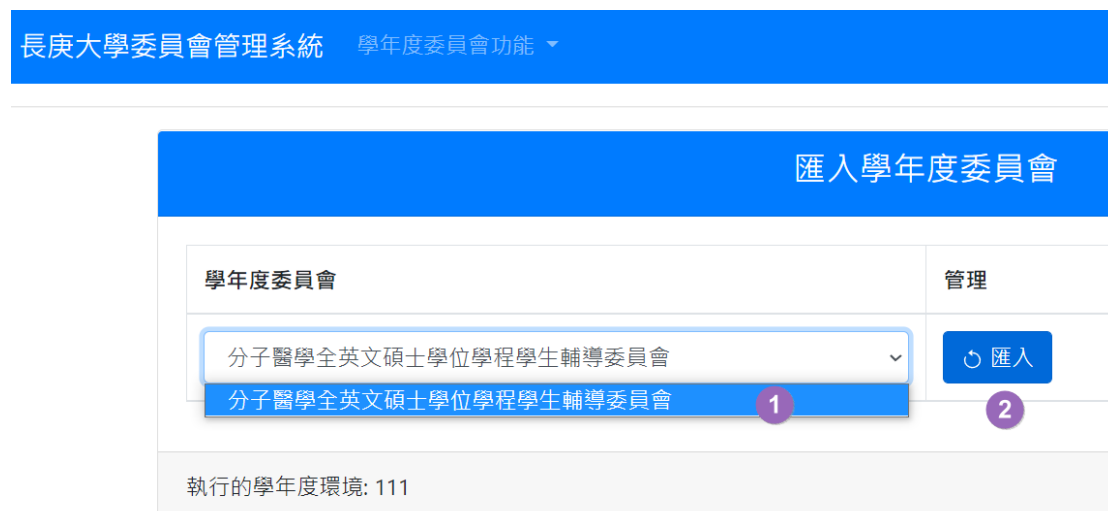 長庚大學委員會管理系統 學年度委員會功能
匯入學年度委員會
學年度委員會 管理
分子醫學全英文碩士學位學程學生輔導委員會 匯入
分子醫學全英文碩士學位學程學生輔導委員會 1
2
執行的學年度環境: 111